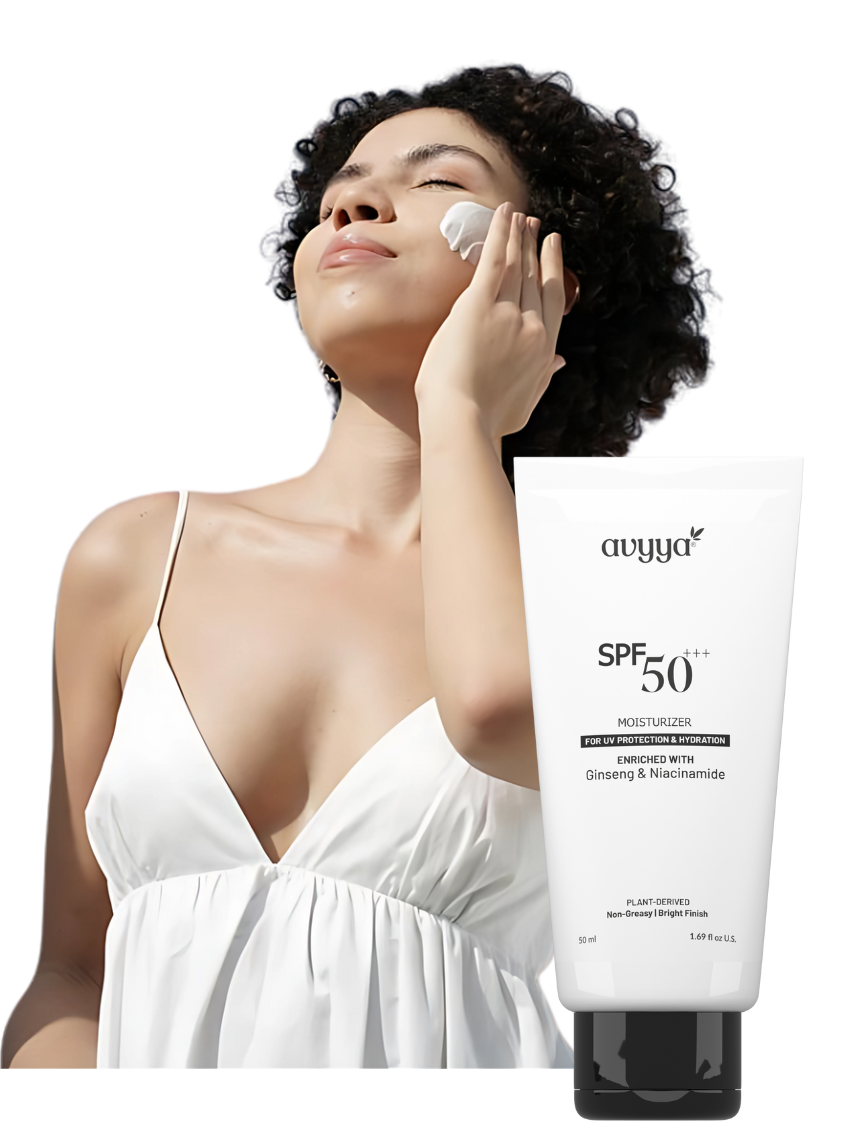 avyya®
SPF50+++
MOISTURIZER
FOR UV PROTECTION & HYDRATION
ENRICHED WITH
Ginseng & Niacinamide
PLANT-DERIVED
Non-Greasy | Bright Finish
50 ml 1.69 fl oz U.S.